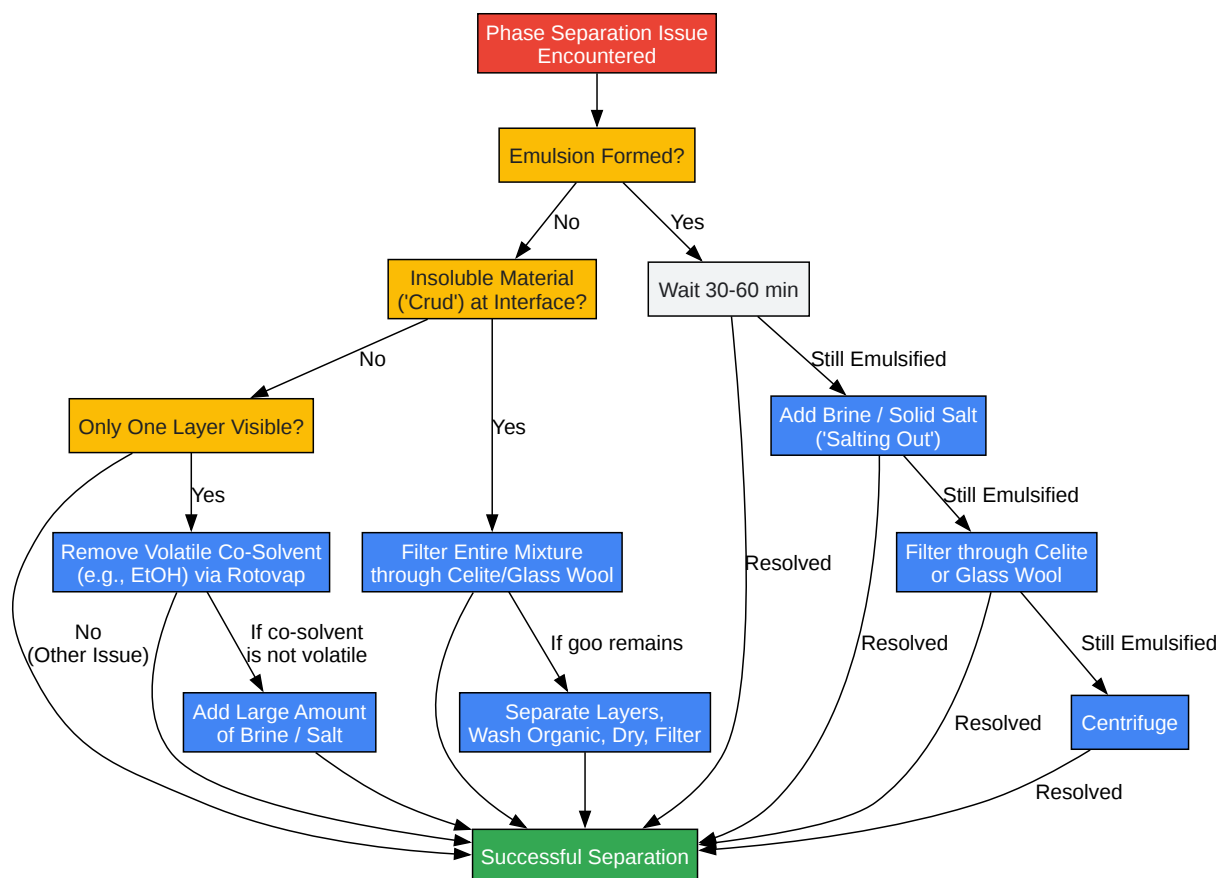 Phase Separation Issue
Encountered
Emulsion Formed?
No
Yes
Insoluble Material
('Crud') at Interface?
Wait 30-60 min
No
Yes
Still Emulsified
Only One Layer Visible?
Add Brine / Solid Salt
('Salting Out')
Yes
Still Emulsified
Remove Volatile Co-Solvent
(e.g., EtOH) via Rotovap
Filter Entire Mixture
through Celite/Glass Wool
Resolved
Filter through Celite
or Glass Wool
No
(Other Issue)
If co-solvent
is not volatile
If goo remains
Resolved
Still Emulsified
Add Large Amount
of Brine / Salt
Separate Layers,
Wash Organic, Dry, Filter
Resolved
Centrifuge
Resolved
Successful Separation